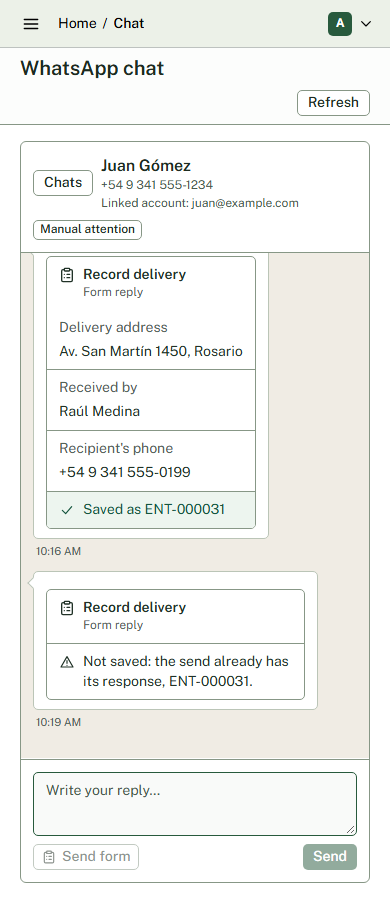 Home / Chat
A
WhatsApp chat
Refresh
Chats
Juan Gómez
+54 9 341 555-1234
Linked account: juan@example.com
Manual attention
Record delivery
Form reply
Delivery address
Av. San Martín 1450, Rosario
Received by
Raúl Medina
Recipient's phone
+54 9 341 555-0199
Saved as ENT-000031
10:16 AM
Record delivery
Form reply
Not saved: the send already has
its response, ENT-000031.
10:19 AM
Write your reply...
Send form
Send